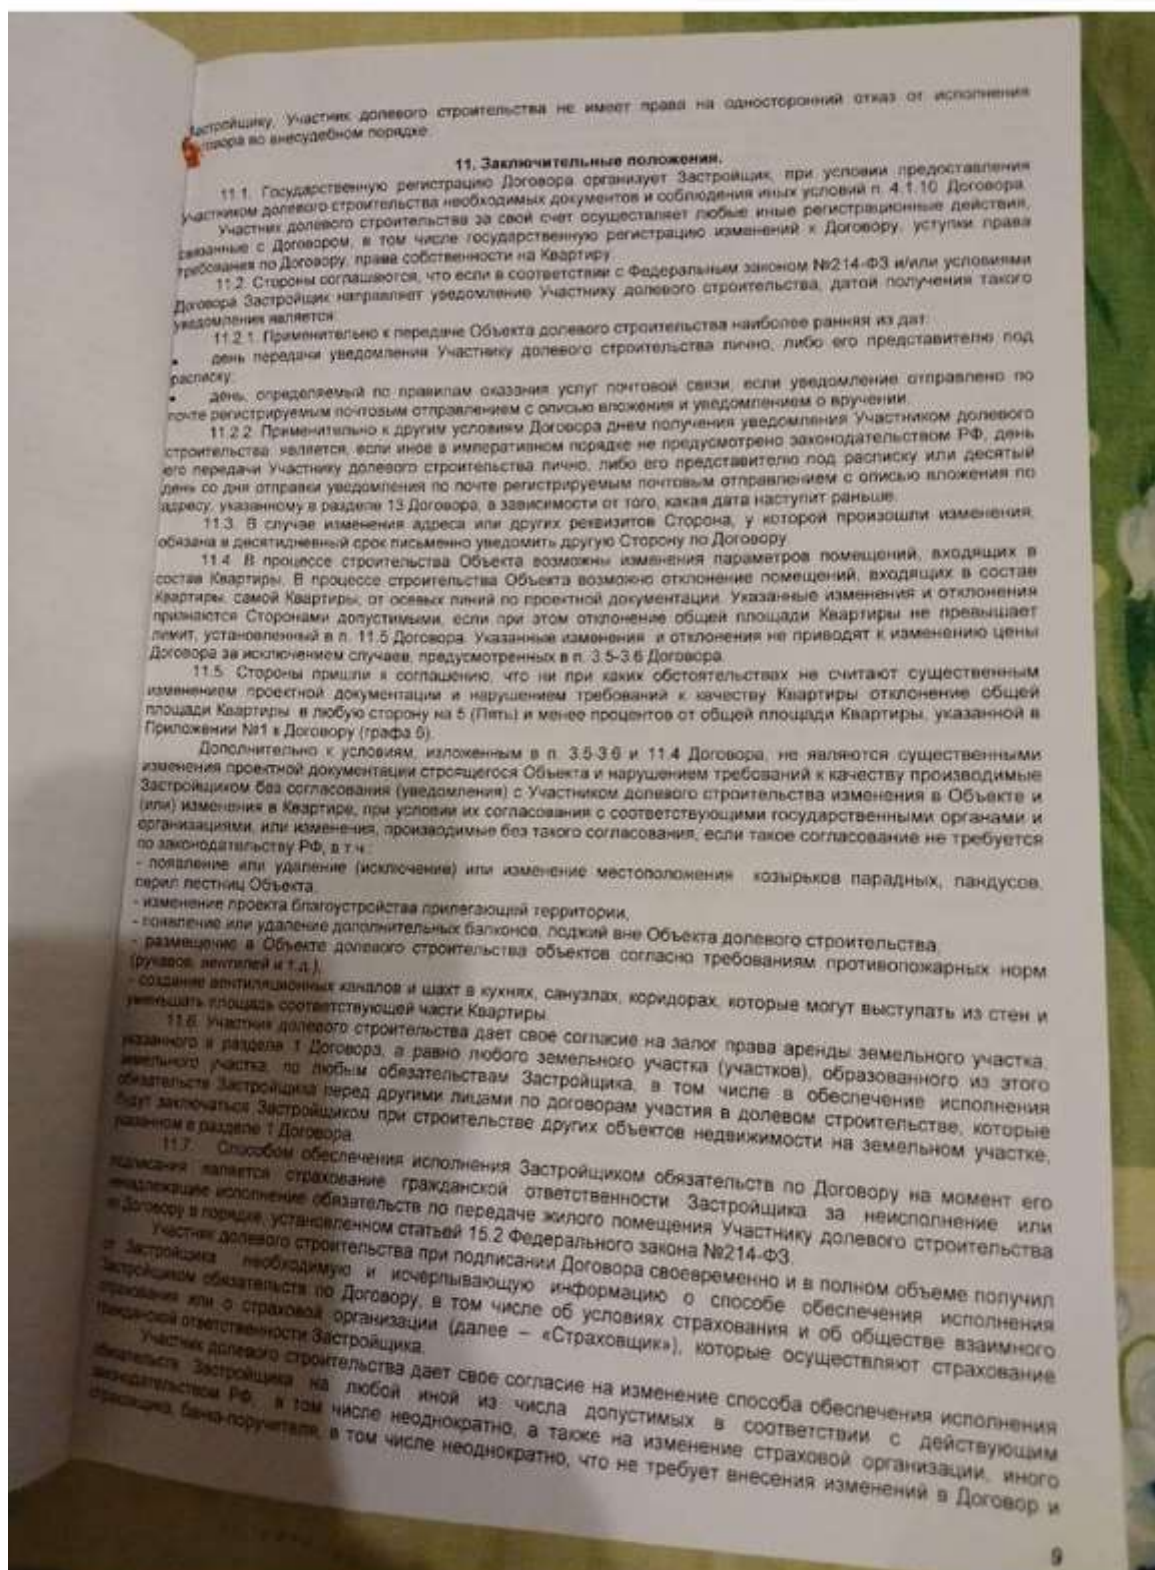 Застройщику, Участник долевого строительства не имеет права на односторонний отказ от исполнения
договора во внесудебном порядке.
11. Заключительные положения.
11.1. Государственную регистрацию Договора организует Застройщик, при условии предоставления
Участником долевого строительства необходимых документов и соблюдения иных условий п. 4.1.10 Договора.
Участник долевого строительства за свой счет осуществляет любые иные регистрационные действия,
связанные с Договором, в том числе государственную регистрацию изменений к Договору, уступки права
требования по Договору, права собственности на Квартиру.
11.2. Стороны соглашаются, что если в соответствии с Федеральным законом №214-ФЗ и/или условиями
Договора Застройщик направляет уведомление Участнику долевого строительства, датой получения такого
уведомления является:
11.2.1. Применительно к передаче Объекта долевого строительства наиболее ранняя из дат:
• день передачи уведомления Участнику долевого строительства лично, либо его представителю под
расписку;
• день, определяемый по правилам оказания услуг почтовой связи, если уведомление отправлено по
почте регистрируемым почтовым отправлением с описью вложения и уведомлением о вручении.
11.2.2. Применительно к другим условиям Договора днем получения уведомления Участником долевого
строительства является, если иное в императивном порядке не предусмотрено законодательством РФ, день
его передачи Участнику долевого строительства лично, либо его представителю под расписку или десятый
день со дня отправки уведомления по почте регистрируемым почтовым отправлением с описью вложения по
адресу, указанному в разделе 13 Договора, в зависимости от того, какая дата наступит раньше.
11.3. В случае изменения адреса или других реквизитов Сторона, у которой произошли изменения,
обязана в десятидневный срок письменно уведомить другую Сторону по Договору.
11.4. В процессе строительства Объекта возможны изменения параметров помещений, входящих в
состав Квартиры. В процессе строительства Объекта возможно отклонение помещений, входящих в состав
Квартиры, самой Квартиры, от осевых линий по проектной документации. Указанные изменения и отклонения
признаются Сторонами допустимыми, если при этом отклонение общей площади Квартиры не превышает
лимит, установленный в п. 11.5 Договора. Указанные изменения и отклонения не приводят к изменению цены
Договора за исключением случаев, предусмотренных в п. 3.5-3.6 Договора.
11.5. Стороны пришли к соглашению, что ни при каких обстоятельствах не считают существенным
изменением проектной документации и нарушением требований к качеству Квартиры отклонение общей
площади Квартиры в любую сторону на 5 (Пять) и менее процентов от общей площади Квартиры, указанной в
Приложении №1 к Договору (графа 6).
Дополнительно к условиям, изложенным в п. 3.5-3.6 и 11.4 Договора, не являются существенными
изменения проектной документации строящегося Объекта и нарушением требований к качеству производимые
Застройщиком без согласования (уведомления) с Участником долевого строительства изменения в Объекте и
(или) изменения в Квартире, при условии их согласования с соответствующими государственными органами и
организациями, или изменения, производимые без такого согласования, если такое согласование не требуется
по законодательству РФ, в т.ч.:
- появление или удаление (исключение) или изменение местоположения козырьков парадных, пандусов,
перил лестниц Объекта,
- изменение проекта благоустройства прилегающей территории,
- появление или удаление дополнительных балконов, лоджий вне Объекта долевого строительства,
- размещение в Объекте долевого строительства объектов согласно требованиям противопожарных норм
(рукавов, вентилей и т.д.),
- создание вентиляционных каналов и шахт в кухнях, санузлах, коридорах, которые могут выступать из стен и
уменьшать площадь соответствующей части Квартиры.
11.6. Участник долевого строительства дает свое согласие на залог права аренды земельного участка,
указанного в разделе 1 Договора, а равно любого земельного участка (участков), образованного из этого
земельного участка, по любым обязательствам Застройщика, в том числе в обеспечение исполнения
обязательств Застройщика перед другими лицами по договорам участия в долевом строительстве, которые
будут заключаться Застройщиком при строительстве других объектов недвижимости на земельном участке,
указанном в разделе 1 Договора.
11.7. Способом обеспечения исполнения Застройщиком обязательств по Договору на момент его
подписания является страхование гражданской ответственности Застройщика за неисполнение или
ненадлежащее исполнение обязательств по передаче жилого помещения Участнику долевого строительства
по Договору в порядке, установленном статьей 15.2 Федерального закона №214-ФЗ.
Участник долевого строительства при подписании Договора своевременно и в полном объеме получил
от Застройщика необходимую и исчерпывающую информацию о способе обеспечения исполнения
Застройщиком обязательств по Договору, в том числе об условиях страхования и об обществе взаимного
страхования или о страховой организации (далее – «Страховщик»), которые осуществляют страхование
гражданской ответственности Застройщика.
Участник долевого строительства дает свое согласие на изменение способа обеспечения исполнения
обязательств Застройщика на любой иной из числа допустимых в соответствии с действующим
законодательством РФ, в том числе неоднократно, а также на изменение страховой организации, иного
страховщика, банка-поручителя, в том числе неоднократно, что не требует внесения изменений в Договор и
9